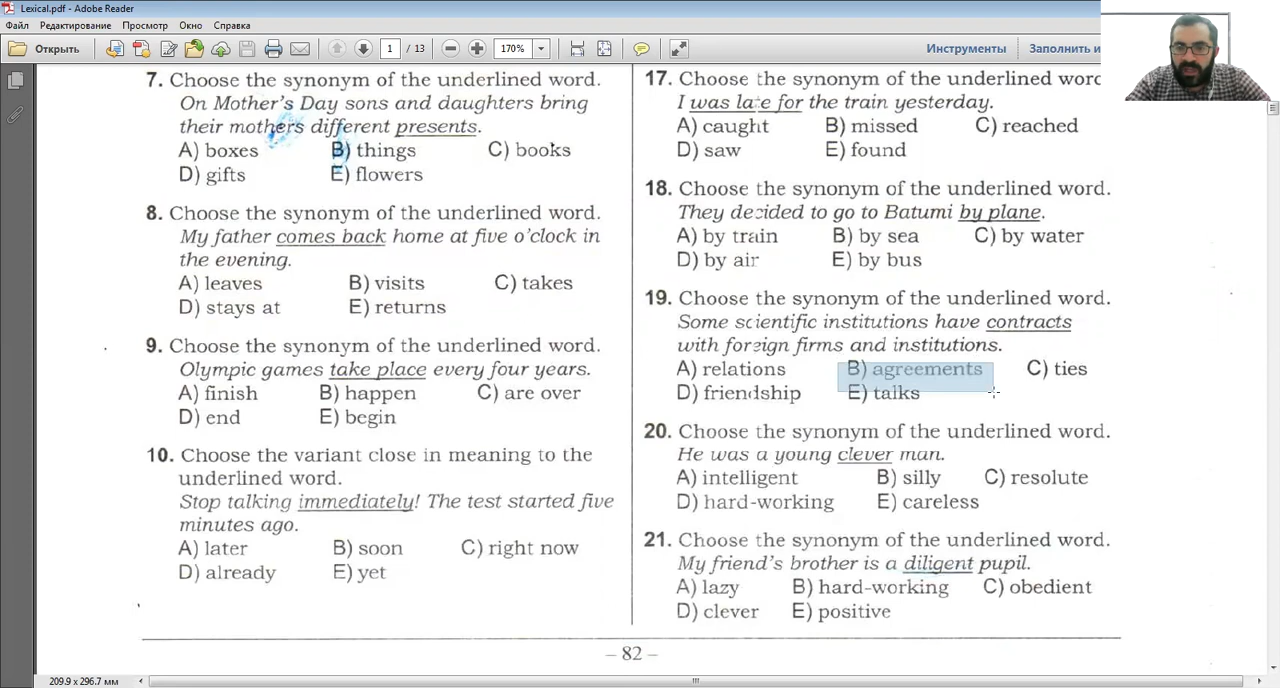 Lexical.pdf - Adobe Reader
Файл Редактирование Просмотр Окно Справка
Открыть 1 / 13 170% Инструменты Заполнить и
7. Choose the synonym of the underlined word.
On Mother's Day sons and daughters bring
their mothers different presents.
A) boxes B) things C) books
D) gifts E) flowers
8. Choose the synonym of the underlined word.
My father comes back home at five o'clock in
the evening.
A) leaves B) visits C) takes
D) stays at E) returns
9. Choose the synonym of the underlined word.
Olympic games take place every four years.
A) finish B) happen C) are over
D) end E) begin
10. Choose the variant close in meaning to the
underlined word.
Stop talking immediately! The test started five
minutes ago.
A) later B) soon C) right now
D) already E) yet
17. Choose the synonym of the underlined word
I was late for the train yesterday.
A) caught B) missed C) reached
D) saw E) found
18. Choose the synonym of the underlined word.
They decided to go to Batumi by plane.
A) by train B) by sea C) by water
D) by air E) by bus
19. Choose the synonym of the underlined word.
Some scientific institutions have contracts
with foreign firms and institutions.
A) relations B) agreements C) ties
D) friendship E) talks
20. Choose the synonym of the underlined word.
He was a young clever man.
A) intelligent B) silly C) resolute
D) hard-working E) careless
21. Choose the synonym of the underlined word.
My friend's brother is a diligent pupil.
A) lazy B) hard-working C) obedient
D) clever E) positive
– 82 –
209.9 x 296.7 мм